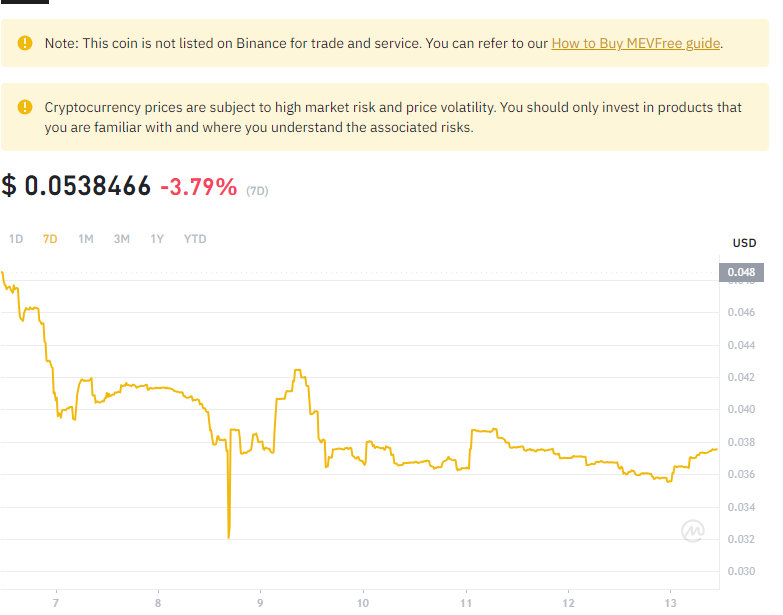 Note: This coin is not listed on Binance for trade and service. You can refer to our How to Buy MEVFree guide.
Cryptocurrency prices are subject to high market risk and price volatility. You should only invest in products that
you are familiar with and where you understand the associated risks.
$ 0.0538466 -3.79% (7D)
1D 7D 1M 3M 1Y YTD
USD
0.048
0.048
0.046
0.044
0.042
0.040
0.038
0.036
0.034
0.032
0.030
7 8 9 10 11 12 13